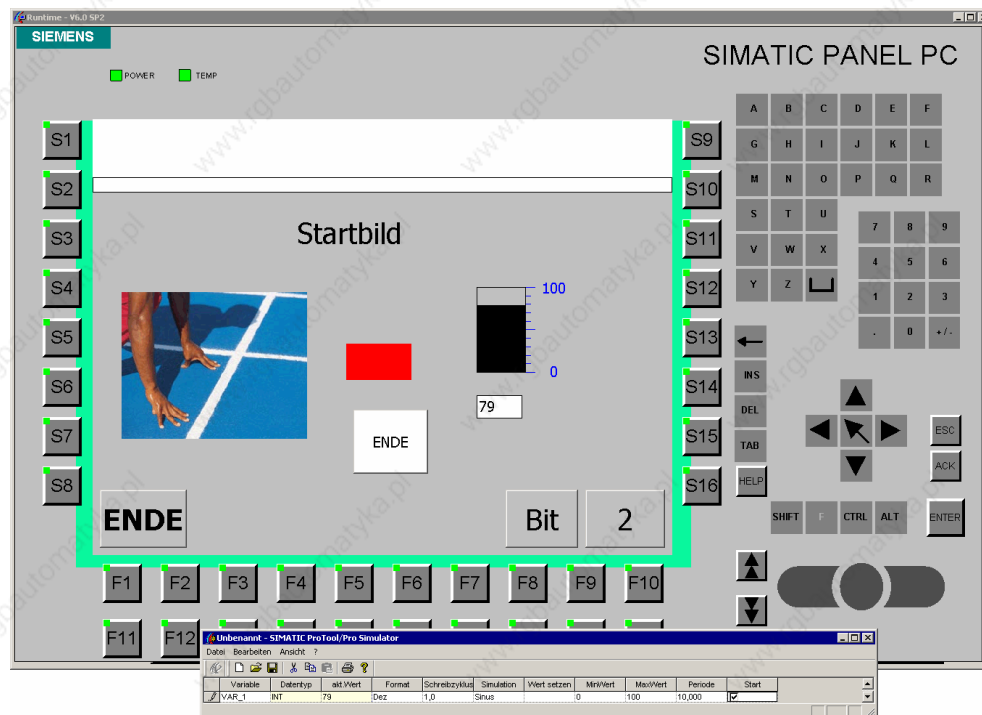 Runtime - V6.0 SP2
SIEMENS
SIMATIC PANEL PC
POWER TEMP
A B C D E F
S1 S9 G H I J K L
S2 S10 M N O P Q R
Startbild
S3 S11 S T U 7 8 9
V W X 4 5 6
S4 100 S12 Y Z 1 2 3
S5 S13 . 0 +/-
0
S6 S14 INS
79 DEL
S7 ENDE S15 TAB ESC
S8 S16 HELP ACK
ENDE Bit 2 SHIFT F CTRL ALT ENTER
F1 F2 F3 F4 F5 F6 F7 F8 F9 F10
F11 F12
Unbenannt - SIMATIC ProTool/Pro Simulator
Datei Bearbeiten Ansicht ?
Variable Datentyp akt.Wert Format Schreibzyklus Simulation Wert setzen MinWert MaxWert Periode Start
VAR_1 INT 79 Dez 1,0 Sinus 0 100 10,000
www.rgbautomatyka.pl